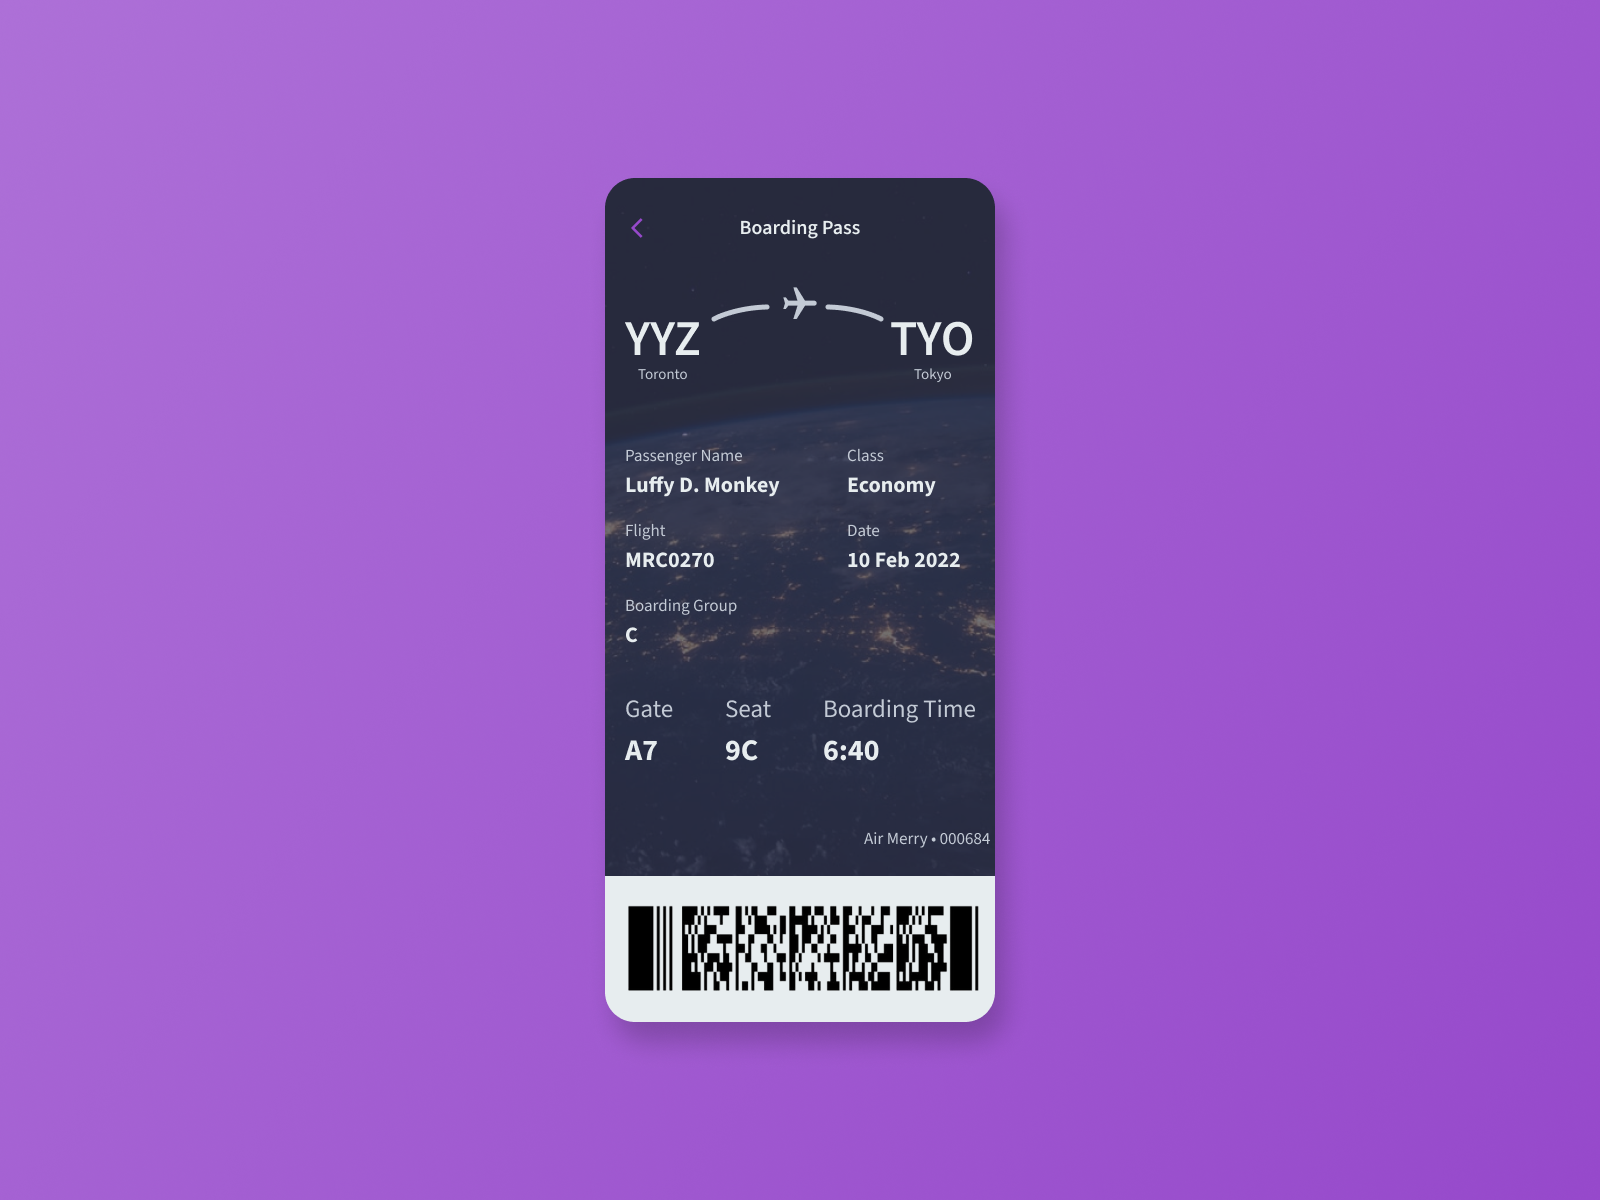 Boarding Pass
YYZ TYO
Toronto Tokyo
Passenger Name Class
Luffy D. Monkey Economy
Flight Date
MRC0270 10 Feb 2022
Boarding Group
C
Gate Seat Boarding Time
A7 9C 6:40
Air Merry • 000684